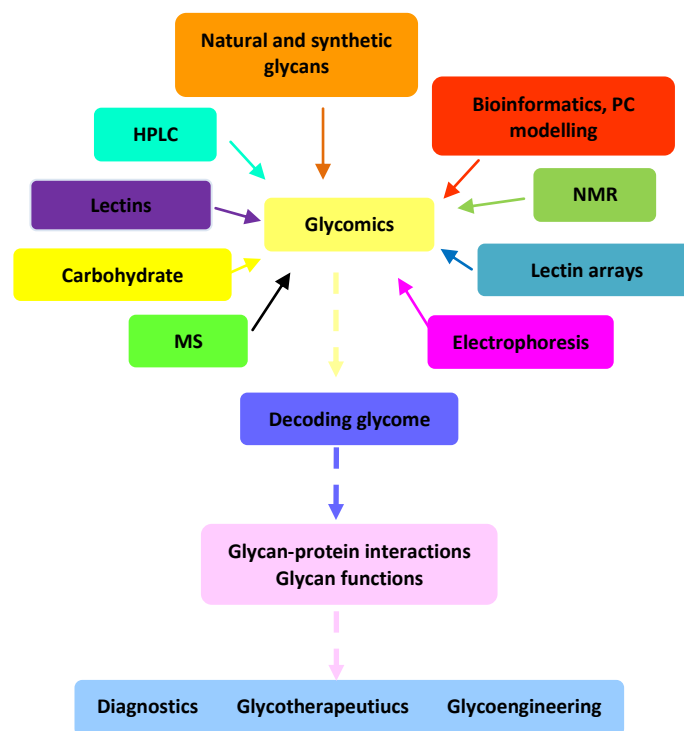 Natural and synthetic
glycans
Bioinformatics, PC
modelling
HPLC
NMR
Lectins
Glycomics
Carbohydrate
Lectin arrays
MS
Electrophoresis
Decoding glycome
Glycan-protein interactions
Glycan functions
Diagnostics Glycotherapeutiucs Glycoengineering